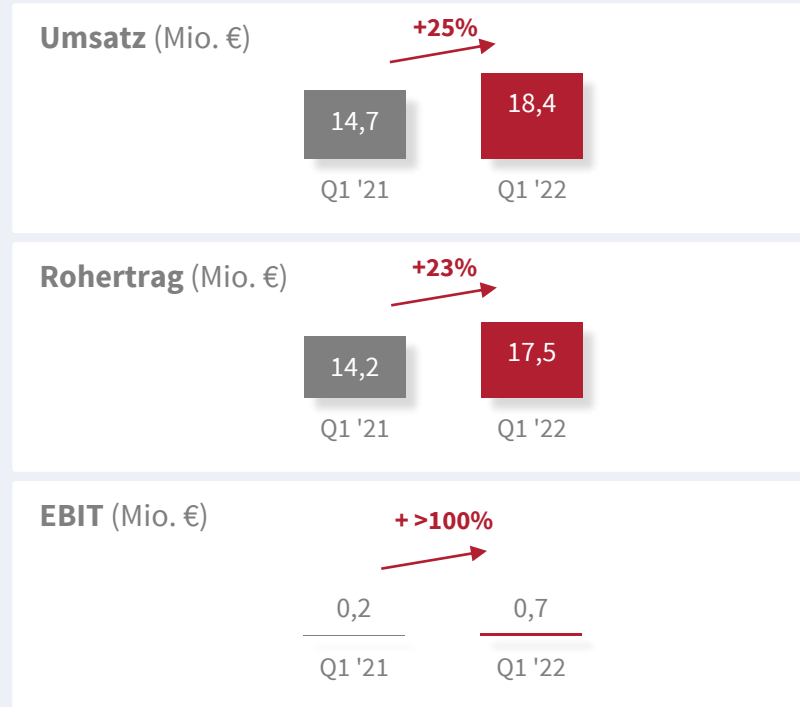 Umsatz (Mio. €)
+25%
14,7
18,4
Q1 '21
Q1 '22
Rohertrag (Mio. €)
+23%
14,2
17,5
Q1 '21
Q1 '22
EBIT (Mio. €)
+ >100%
0,2
0,7
Q1 '21
Q1 '22